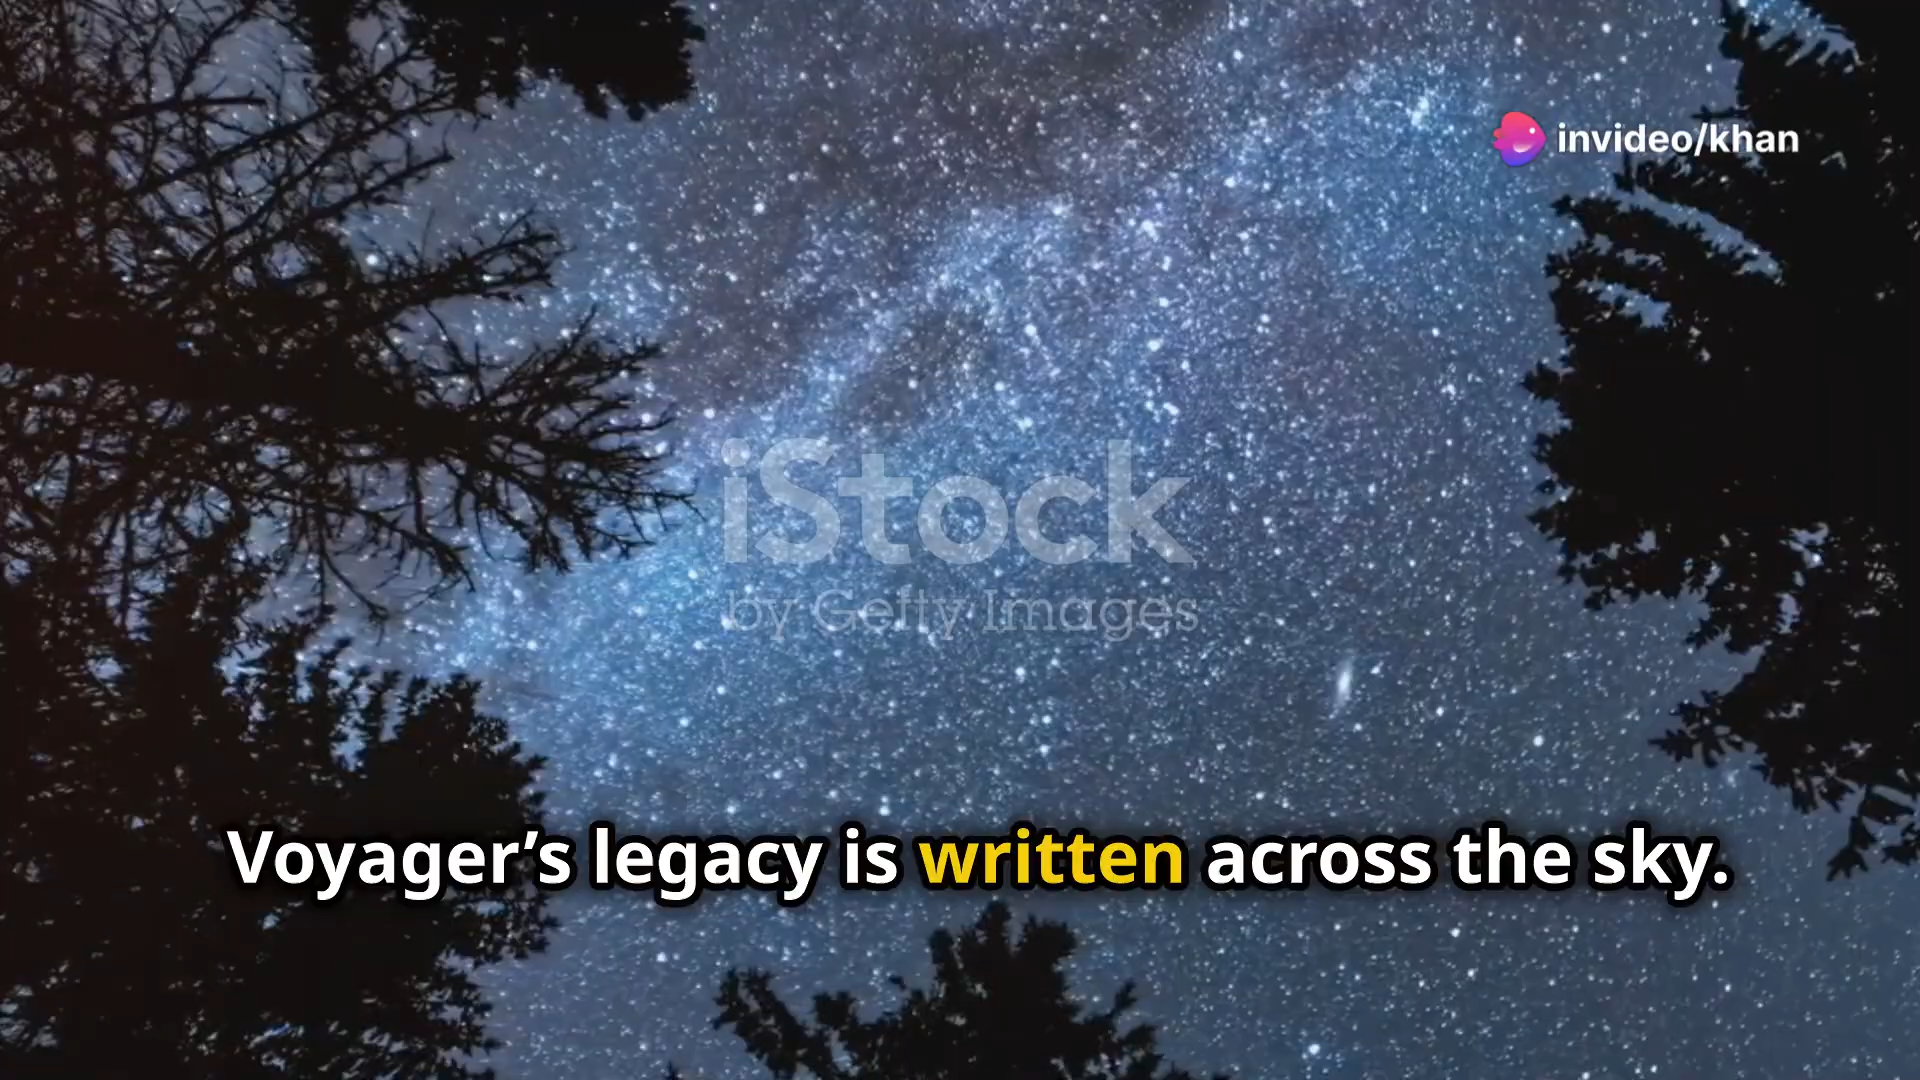 invideo/khan
iStock
by Getty Images
Voyager’s legacy is written across the sky.